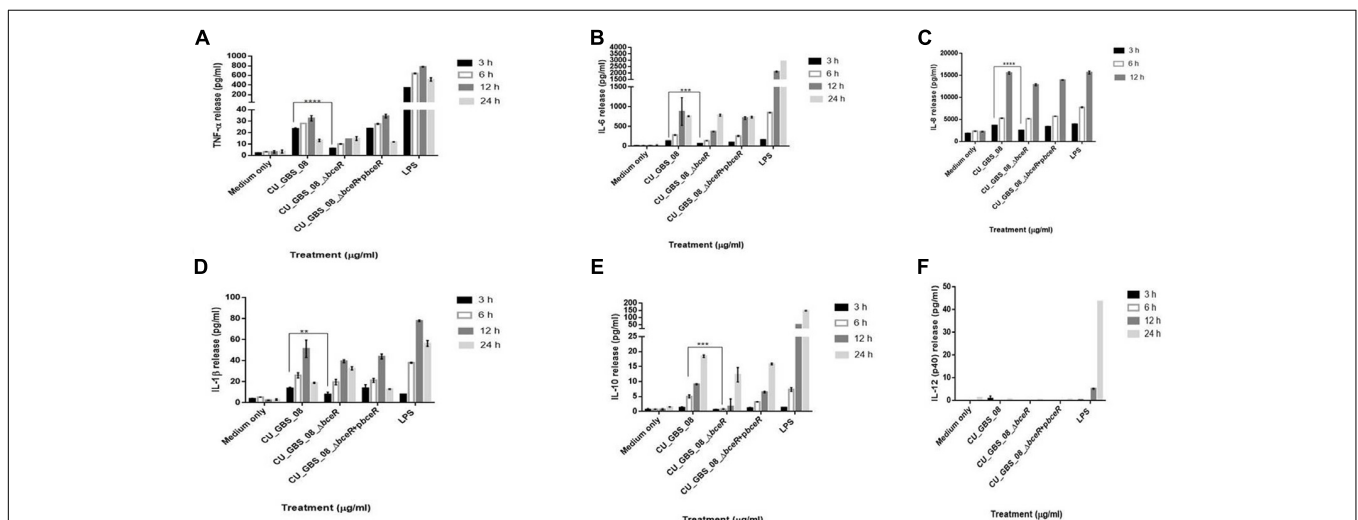 A
TNF-α release (pg/ml)
1000
800
600
400
200
50
40
30
20
10
0
****
3 h
6 h
12 h
24 h
Medium only
CU_GBS_08
CU_GBS_08_ΔbceR
CU_GBS_08_ΔbceR+pbceR
LPS
Treatment (μg/ml)
B
IL-6 release (pg/ml)
4000
3500
3000
2500
2000
1500
1000
500
0
***
3 h
6 h
12 h
24 h
Medium only
CU_GBS_08
CU_GBS_08_ΔbceR
CU_GBS_08_ΔbceR+pbceR
LPS
Treatment (μg/ml)
C
IL-8 release (pg/ml)
20000
15000
10000
5000
0
****
3 h
6 h
12 h
Medium only
CU_GBS_08
CU_GBS_08_ΔbceR
CU_GBS_08_ΔbceR+pbceR
LPS
Treatment (μg/ml)
D
IL-1β release (pg/ml)
100
80
60
40
20
0
**
3 h
6 h
12 h
24 h
Medium only
CU_GBS_08
CU_GBS_08_ΔbceR
CU_GBS_08_ΔbceR+pbceR
LPS
Treatment (μg/ml)
E
IL-10 release (pg/ml)
200
150
100
50
25
20
15
10
5
0
***
3 h
6 h
12 h
24 h
Medium only
CU_GBS_08
CU_GBS_08_ΔbceR
CU_GBS_08_ΔbceR+pbceR
LPS
Treatment (μg/ml)
F
IL-12 (p40) release (pg/ml)
50
40
30
20
10
0
3 h
6 h
12 h
24 h
Medium only
CU_GBS_08
CU_GBS_08_ΔbceR
CU_GBS_08_ΔbceR+pbceR
LPS
Treatment (μg/ml)